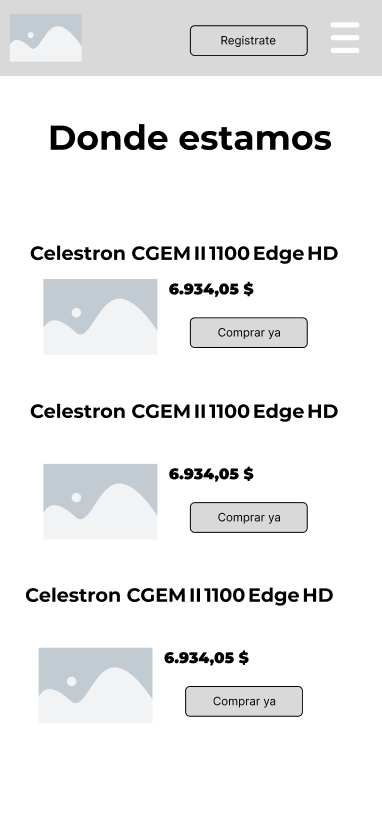 Registrate
Donde estamos
Celestron CGEM II 1100 Edge HD
6.934,05 $
Comprar ya
Celestron CGEM II 1100 Edge HD
6.934,05 $
Comprar ya
Celestron CGEM II 1100 Edge HD
6.934,05 $
Comprar ya